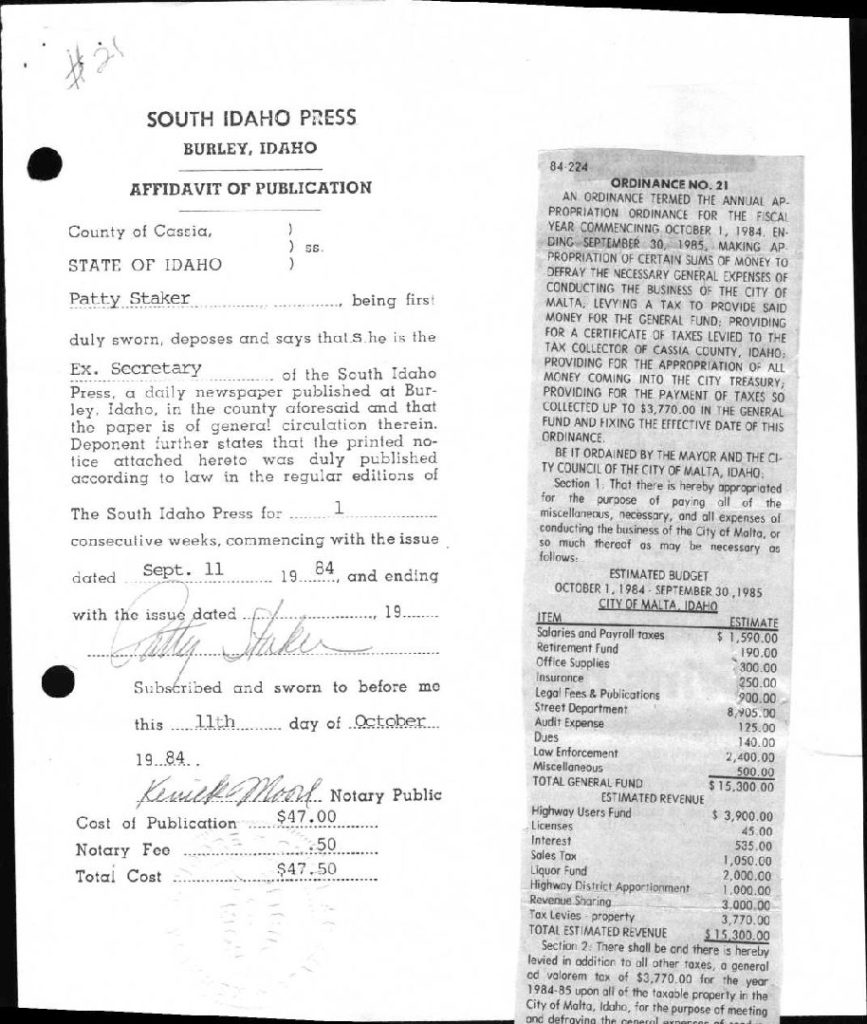 #21
SOUTH IDAHO PRESS
BURLEY, IDAHO
AFFIDAVIT OF PUBLICATION
County of Cassia, )
) ss.
STATE OF IDAHO )
Patty Staker, being first
duly sworn, deposes and says that s.he is the
Ex. Secretary of the South Idaho
Press, a daily newspaper published at Bur-
ley, Idaho, in the county aforesaid and that
the paper is of general circulation therein.
Deponent further states that the printed no-
tice attached hereto was duly published
according to law in the regular editions of
The South Idaho Press for 1
consecutive weeks, commencing with the issue
dated Sept. 11 19 84, and ending
with the issue dated , 19
Patty Staker
Subscribed and sworn to before me
this 11th day of October
19 84.
Notary Public
Cost of Publication $47.00
Notary Fee .50
Total Cost $47.50
84-224
ORDINANCE NO. 21
AN ORDINANCE TERMED THE ANNUAL AP-
PROPRIATION ORDINANCE FOR THE FISCAL
YEAR COMMENCINNG OCTOBER 1, 1984, EN-
DING SEPTEMBER 30, 1985, MAKING AP-
PROPRIATION OF CERTAIN SUMS OF MONEY TO
DEFRAY THE NECESSARY GENERAL EXPENSES OF
CONDUCTING THE BUSINESS OF THE CITY OF
MALTA, LEVYING A TAX TO PROVIDE SAID
MONEY FOR THE GENERAL FUND; PROVIDING
FOR A CERTIFICATE OF TAXES LEVIED TO THE
TAX COLLECTOR OF CASSIA COUNTY, IDAHO;
PROVIDING FOR THE APPROPRIATION OF ALL
MONEY COMING INTO THE CITY TREASURY;
PROVIDING FOR THE PAYMENT OF TAXES SO
COLLECTED UP TO $3,770.00 IN THE GENERAL
FUND AND FIXING THE EFFECTIVE DATE OF THIS
ORDINANCE.
BE IT ORDAINED BY THE MAYOR AND THE CI-
TY COUNCIL OF THE CITY OF MALTA, IDAHO:
Section 1: That there is hereby appropriated
for the purpose of paying all of the
miscellaneous, necessary, and all expenses of
conducting the business of the City of Malta, or
so much thereof as may be necessary as
follows:
ESTIMATED BUDGET
OCTOBER 1, 1984 - SEPTEMBER 30, 1985
CITY OF MALTA, IDAHO
ITEM ESTIMATE
Salaries and Payroll taxes $ 1,590.00
Retirement Fund 190.00
Office Supplies 300.00
Insurance 250.00
Legal Fees & Publications 900.00
Street Department 8,905.00
Audit Expense 125.00
Dues 140.00
Law Enforcement 2,400.00
Miscellaneous 500.00
TOTAL GENERAL FUND $15,300.00
ESTIMATED REVENUE
Highway Users Fund $ 3,900.00
Licenses 45.00
Interest 535.00
Sales Tax 1,050.00
Liquor Fund 2,000.00
Highway District Apportionment 1,000.00
Revenue Sharing 3,000.00
Tax Levies - property 3,770.00
TOTAL ESTIMATED REVENUE $15,300.00
Section 2: There shall be and there is hereby
levied in addition to all other taxes, a general
ad valorem tax of $3,770.00 for the year
1984-85 upon all of the taxable property in the
City of Malta, Idaho, for the purpose of meeting
and defraying the general expenses of